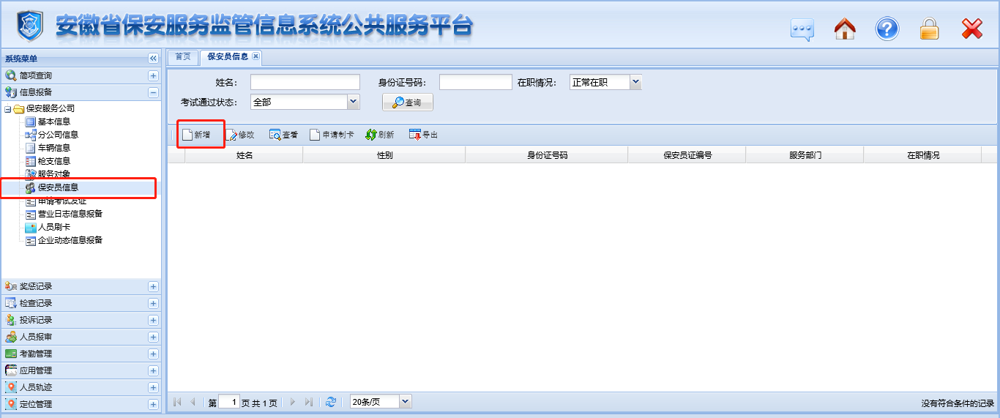 安徽省保安服务监管信息系统公共服务平台
系统菜单
简项查询
信息报备
保安服务公司
基本信息
分公司信息
车辆信息
枪支信息
服务对象
保安员信息
申请考试发证
营业日志信息报备
人员刷卡
企业动态信息报备
奖惩记录
检查记录
投诉记录
人员报审
考勤管理
应用管理
人员轨迹
定位管理
首页 保安员信息
姓名: 身份证号码: 在职情况: 正常在职
考试通过状态: 全部 查询
新增 修改 查看 申请制卡 刷新 导出
姓名 性别 身份证号码 保安员证编号 服务部门 在职情况
第 1 页 共 1 页 20条/页 没有符合条件的记录